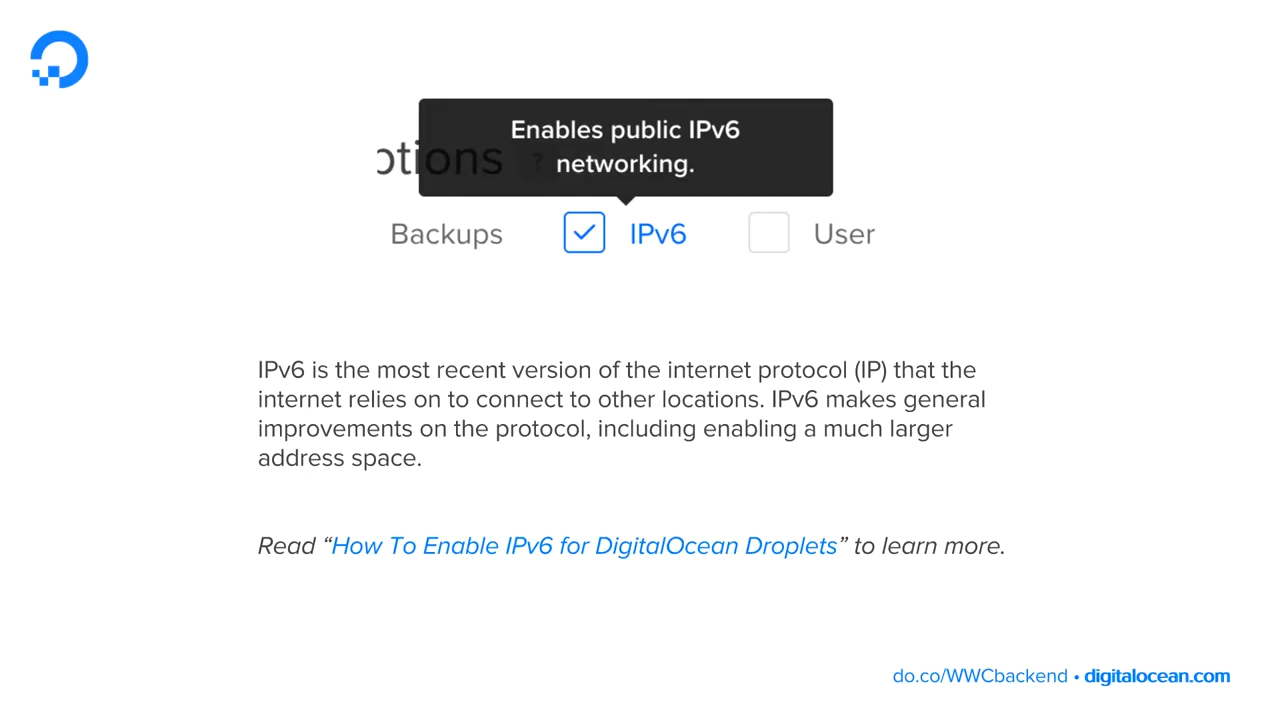 Enables public IPv6
networking.
ptions ?
Backups IPv6 User
IPv6 is the most recent version of the internet protocol (IP) that the
internet relies on to connect to other locations. IPv6 makes general
improvements on the protocol, including enabling a much larger
address space.
Read “How To Enable IPv6 for DigitalOcean Droplets” to learn more.
do.co/WWCbackend • digitalocean.com